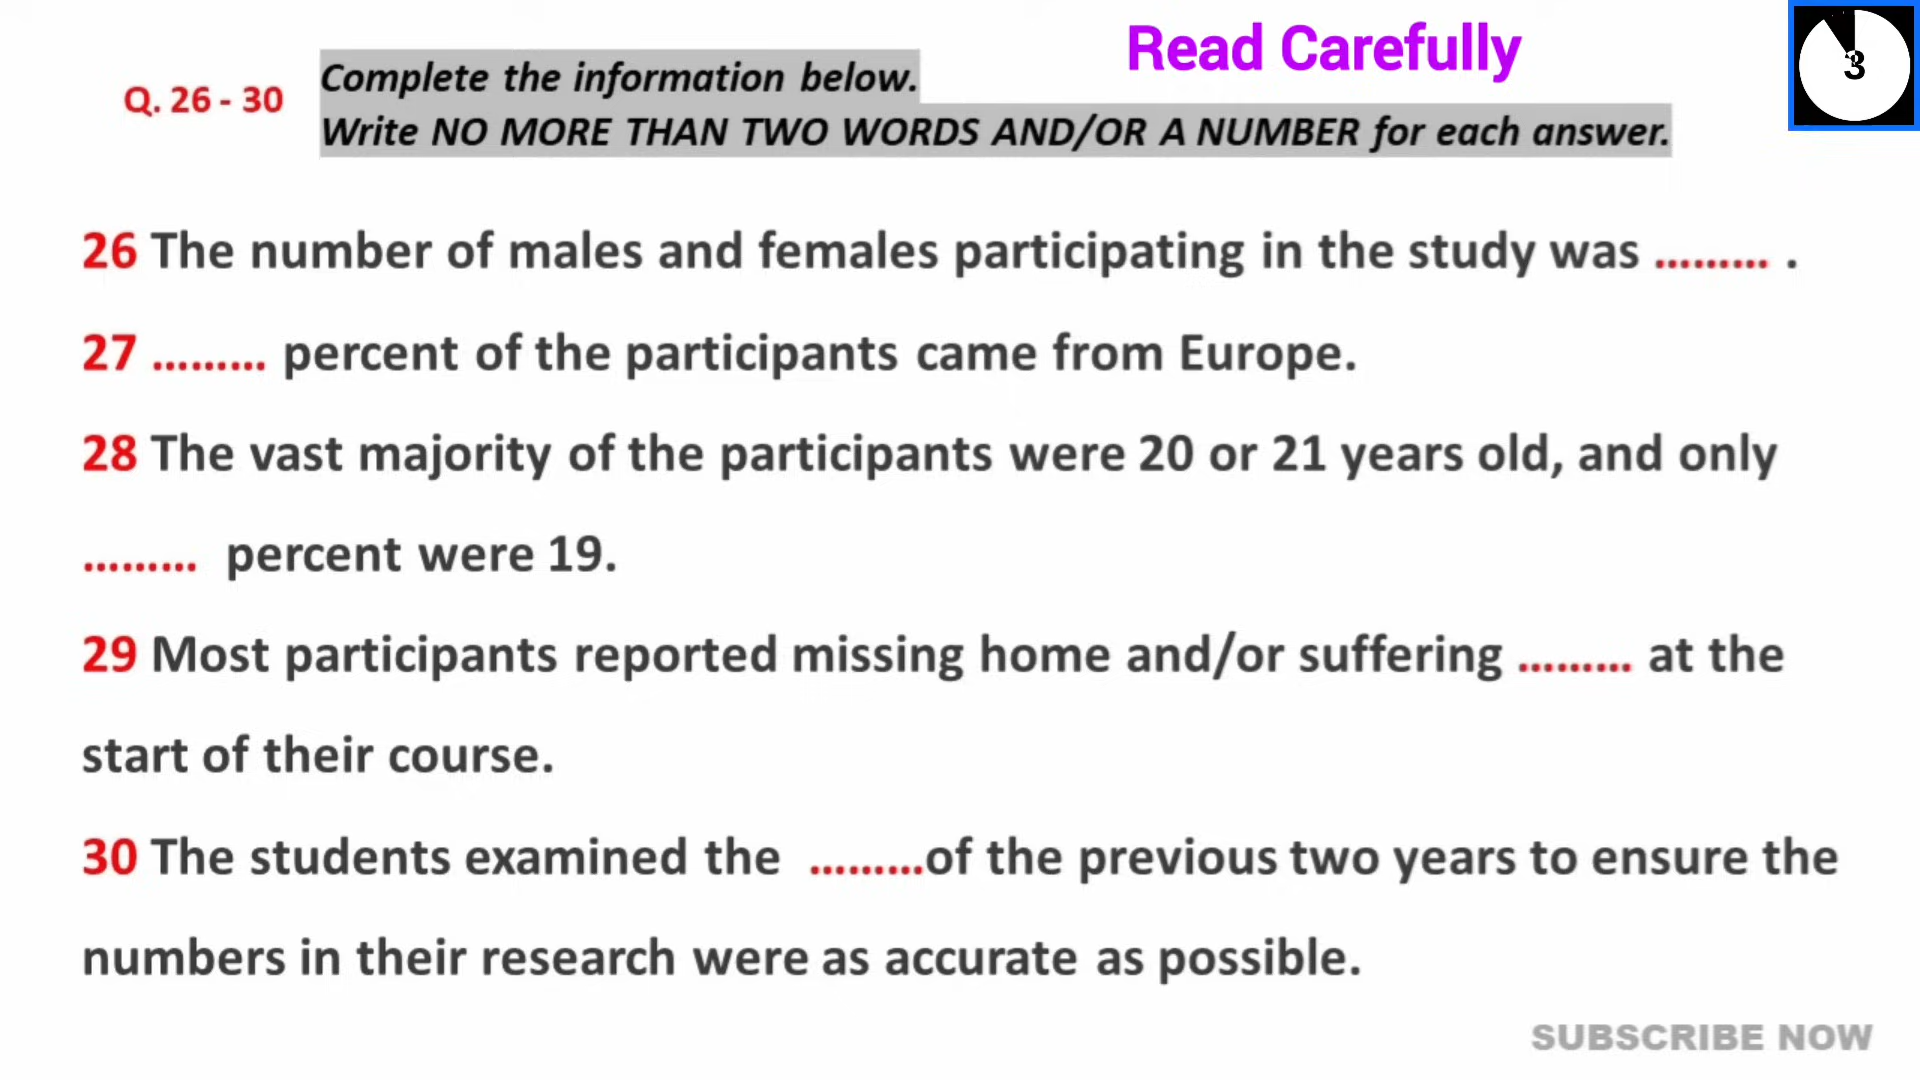 Read Carefully
3
Q. 26 - 30
Complete the information below.
Write NO MORE THAN TWO WORDS AND/OR A NUMBER for each answer.
26 The number of males and females participating in the study was ......... .
27 ......... percent of the participants came from Europe.
28 The vast majority of the participants were 20 or 21 years old, and only
......... percent were 19.
29 Most participants reported missing home and/or suffering ......... at the
start of their course.
30 The students examined the .........of the previous two years to ensure the
numbers in their research were as accurate as possible.
SUBSCRIBE NOW